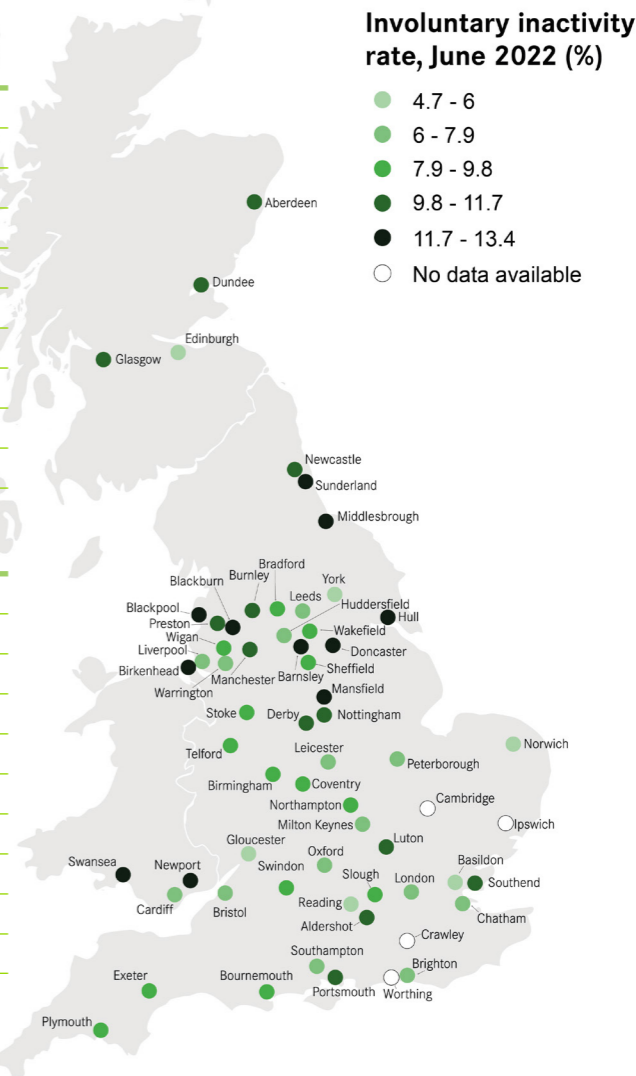 Involuntary inactivity
rate, June 2022 (%)
4.7 - 6
6 - 7.9
7.9 - 9.8
9.8 - 11.7
11.7 - 13.4
No data available
Aberdeen
Dundee
Edinburgh
Glasgow
Newcastle
Sunderland
Middlesbrough
Bradford
Burnley
Blackburn
York
Leeds
Huddersfield
Blackpool
Preston
Hull
Wakefield
Wigan
Liverpool
Doncaster
Birkenhead
Sheffield
Manchester
Barnsley
Warrington
Mansfield
Stoke
Derby
Nottingham
Telford
Leicester
Norwich
Peterborough
Birmingham
Coventry
Cambridge
Northampton
Milton Keynes
Ipswich
Gloucester
Luton
Oxford
Basildon
Swansea
Newport
Swindon
Slough
London
Southend
Cardiff
Bristol
Reading
Chatham
Aldershot
Crawley
Southampton
Brighton
Exeter
Bournemouth
Portsmouth
Worthing
Plymouth